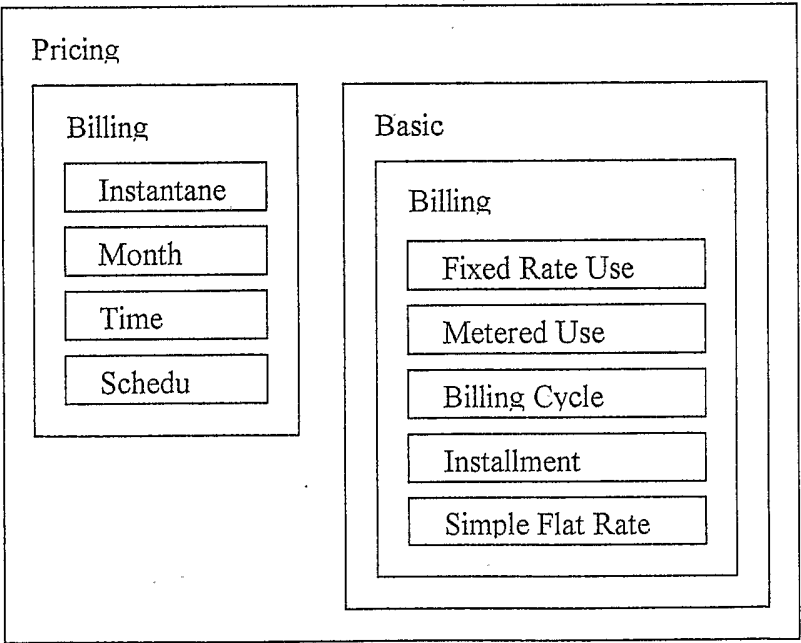 Pricing
Billing
Instantane
Month
Time
Schedu
Basic
Billing
Fixed Rate Use
Metered Use
Billing Cycle
Installment
Simple Flat Rate